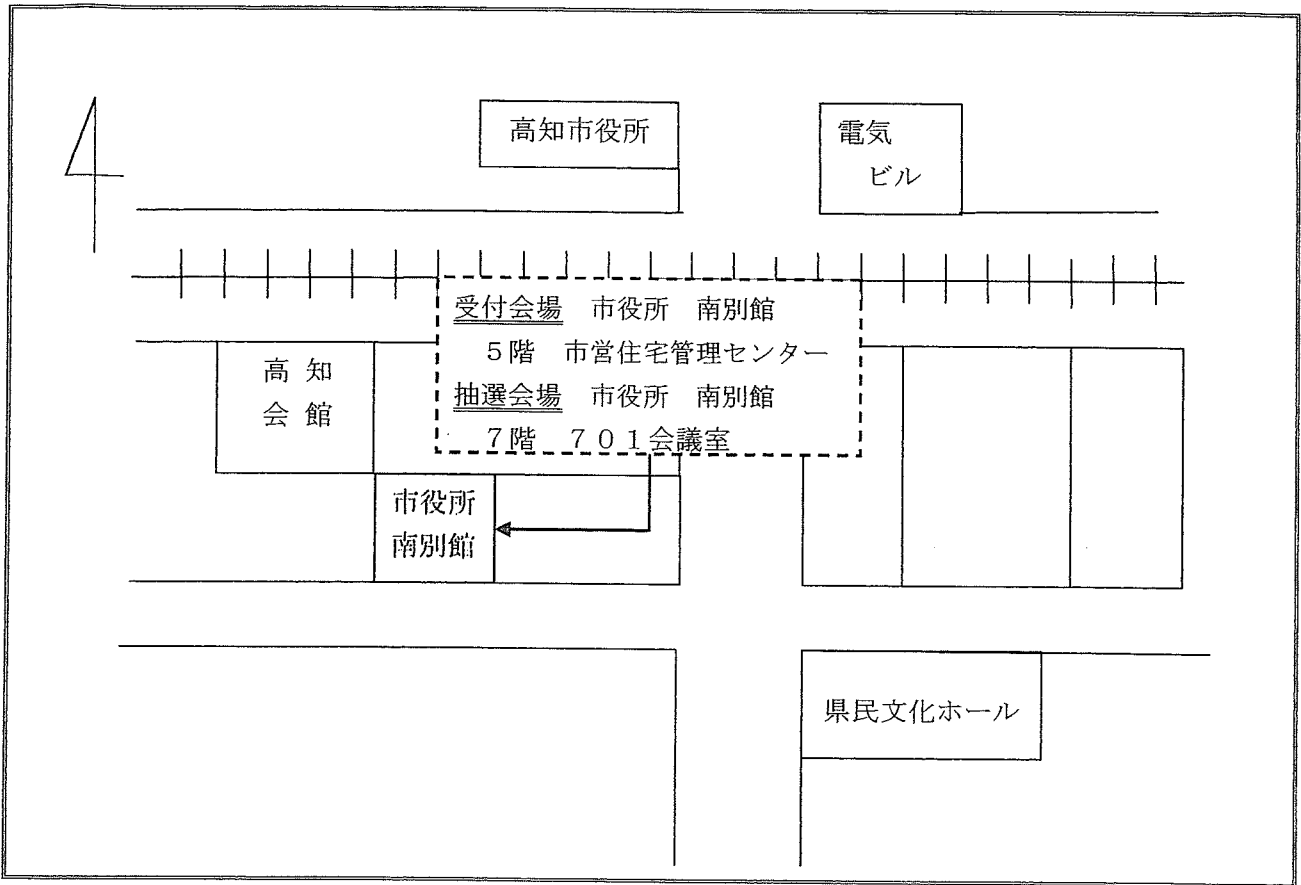 高知市役所
電気
ビル
受付会場　市役所　南別館
５階　市営住宅管理センター
抽選会場　市役所　南別館
７階　７０１会議室
高 知
会 館
市役所
南別館
県民文化ホール